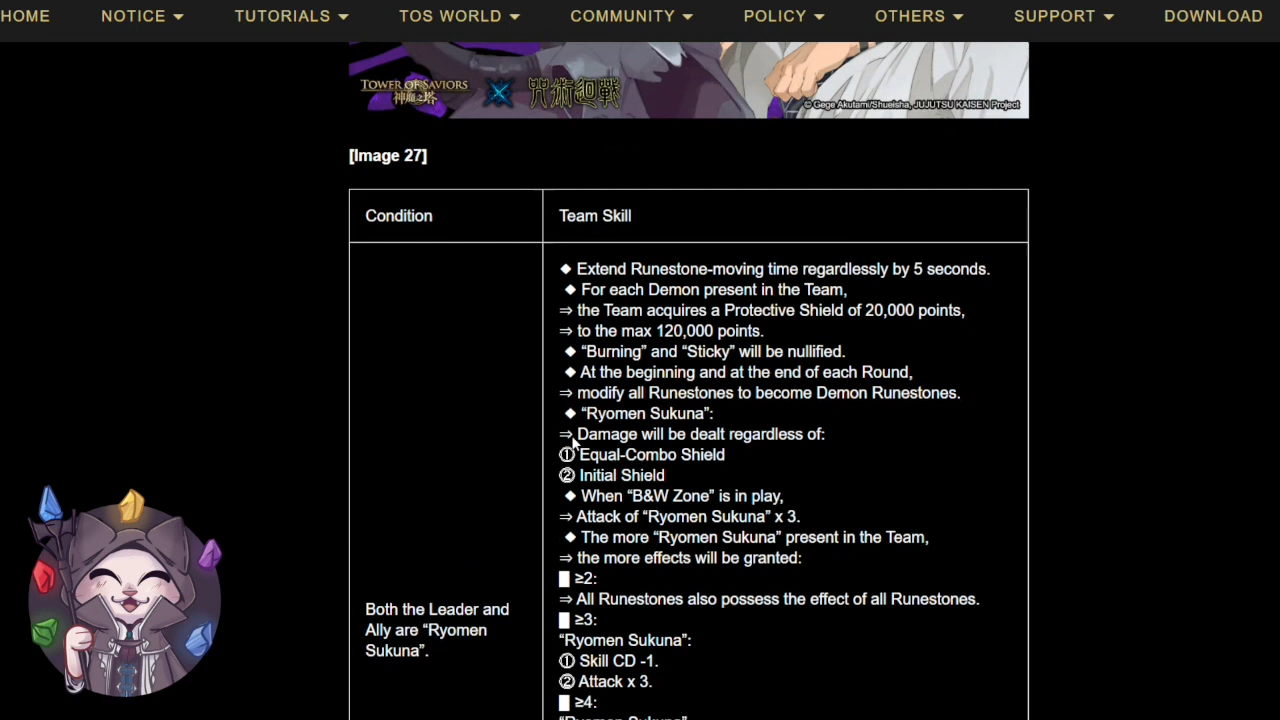 HOME NOTICE TUTORIALS TOS WORLD COMMUNITY POLICY OTHERS SUPPORT DOWNLOAD
TOWER OF SAVIORS
神魔之塔
咒術迴戰
© Gege Akutami/Shueisha, JUJUTSU KAISEN Project
[Image 27]
Condition Team Skill
◆ Extend Runestone-moving time regardlessly by 5 seconds.
◆ For each Demon present in the Team,
⇒ the Team acquires a Protective Shield of 20,000 points,
⇒ to the max 120,000 points.
◆ “Burning” and “Sticky” will be nullified.
◆ At the beginning and at the end of each Round,
⇒ modify all Runestones to become Demon Runestones.
◆ “Ryomen Sukuna”:
⇒ Damage will be dealt regardless of:
① Equal-Combo Shield
② Initial Shield
◆ When “B&W Zone” is in play,
⇒ Attack of “Ryomen Sukuna” x 3.
◆ The more “Ryomen Sukuna” present in the Team,
⇒ the more effects will be granted:
█ ≥2:
⇒ All Runestones also possess the effect of all Runestones.
█ ≥3:
“Ryomen Sukuna”:
① Skill CD -1.
② Attack x 3.
█ ≥4:
“Ryomen Sukuna”
Both the Leader and
Ally are “Ryomen
Sukuna”.